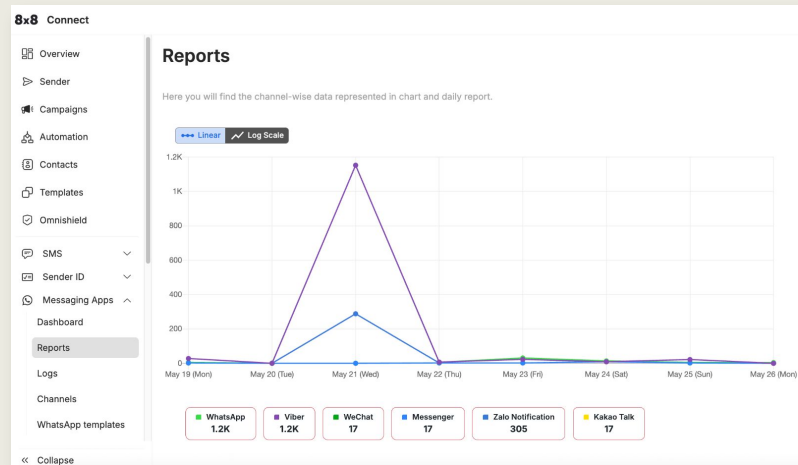 8x8 Connect
Overview
Sender
Campaigns
Automation
Contacts
Templates
Omnishield
SMS
Sender ID
Messaging Apps
Dashboard
Reports
Logs
Channels
WhatsApp templates
Collapse
Reports
Here you will find the channel-wise data represented in chart and daily report.
Linear Log Scale
1.2K
1K
800
600
400
200
0
May 19 (Mon) May 20 (Tue) May 21 (Wed) May 22 (Thu) May 23 (Fri) May 24 (Sat) May 25 (Sun) May 26 (Mon)
WhatsApp Viber WeChat Messenger Zalo Notification Kakao Talk
1.2K 1.2K 17 17 305 17